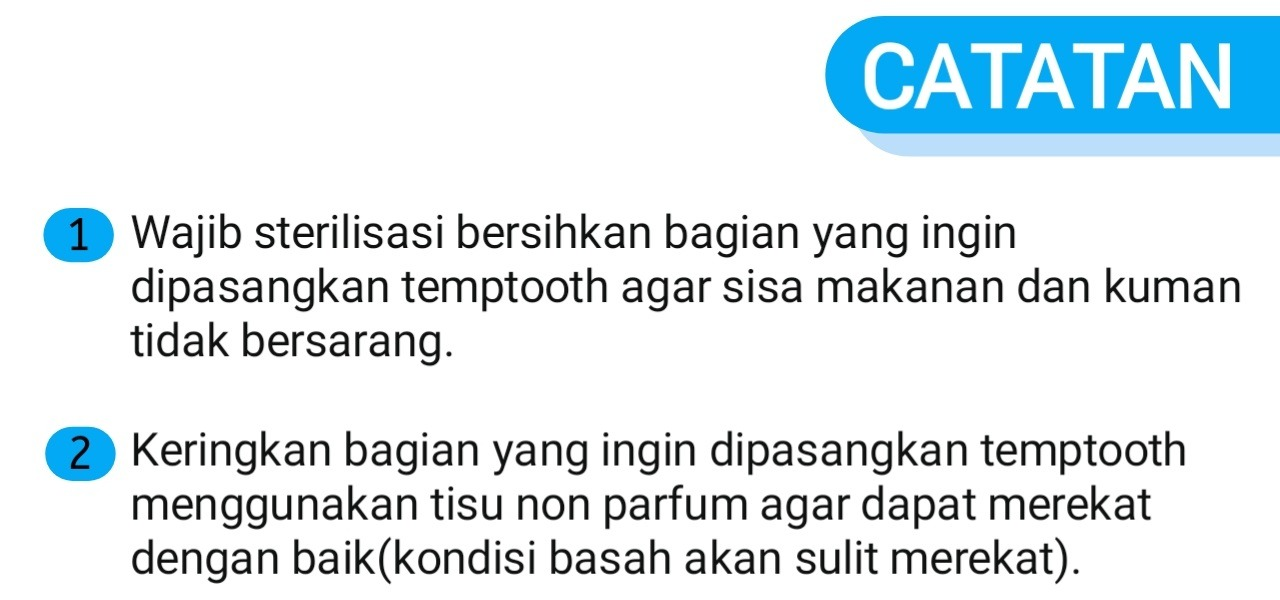 CATATAN
1 Wajib sterilisasi bersihkan bagian yang ingin
dipasangkan temptooth agar sisa makanan dan kuman
tidak bersarang.
2 Keringkan bagian yang ingin dipasangkan temptooth
menggunakan tisu non parfum agar dapat merekat
dengan baik(kondisi basah akan sulit merekat).